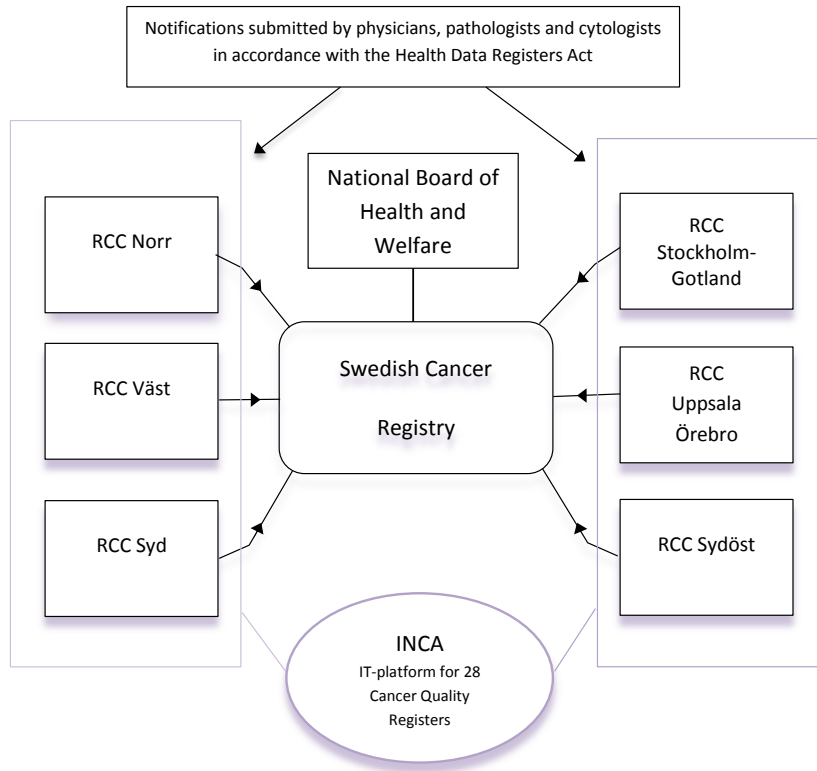 Notifications submitted by physicians, pathologists and cytologists
in accordance with the Health Data Registers Act
National Board of
Health and
Welfare
RCC Norr
RCC
Stockholm-
Gotland
Swedish Cancer
Registry
RCC Väst
RCC
Uppsala
Örebro
RCC Syd
RCC Sydöst
INCA
IT-platform for 28
Cancer Quality
Registers